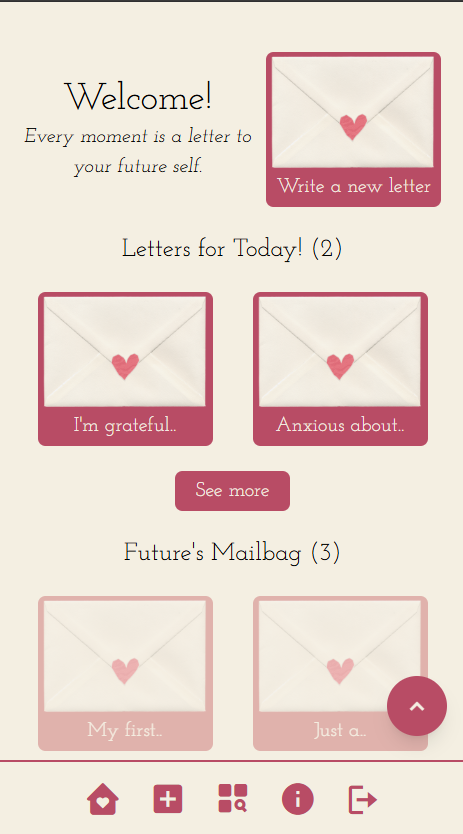 Welcome!
Every moment is a letter to
your future self.
Write a new letter
Letters for Today! (2)
I'm grateful..
Anxious about..
See more
Future's Mailbag (3)
My first..
Just a..